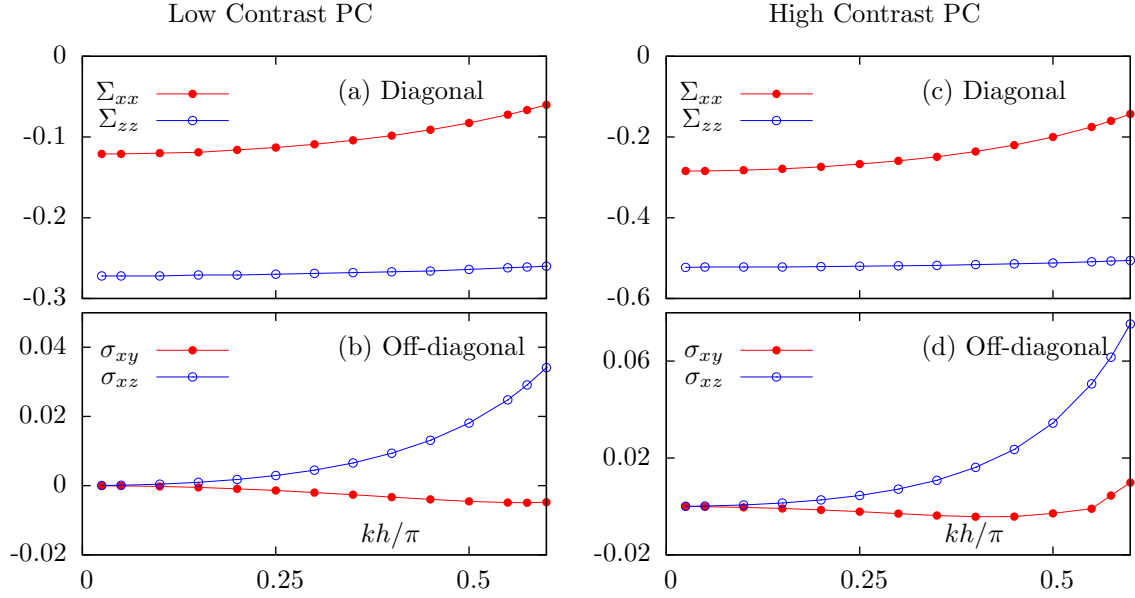 Low Contrast PC
High Contrast PC
0
-0.1
-0.2
-0.3
Σxx
Σzz
(a) Diagonal
0
-0.2
-0.4
-0.6
Σxx
Σzz
(c) Diagonal
0.04
0.02
0
-0.02
σxy
σxz
(b) Off-diagonal
kh/π
0
0.25
0.5
0.06
0.02
-0.02
σxy
σxz
(d) Off-diagonal
kh/π
0
0.25
0.5